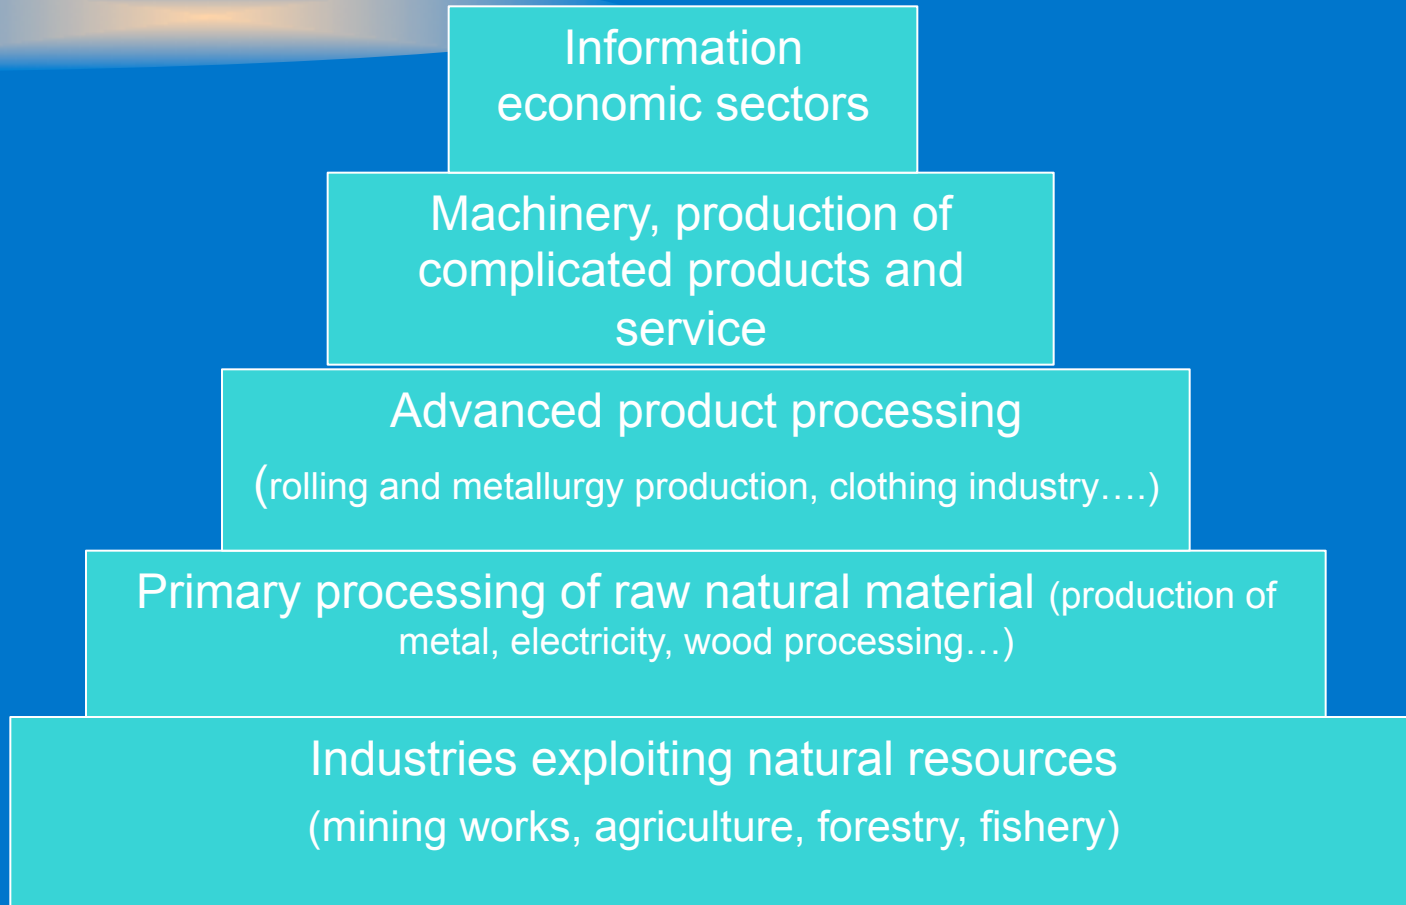 Information
economic sectors
Machinery, production of
complicated products and
service
Advanced product processing
(rolling and metallurgy production, clothing industry….)
Primary processing of raw natural material (production of
metal, electricity, wood processing…)
Industries exploiting natural resources
(mining works, agriculture, forestry, fishery)